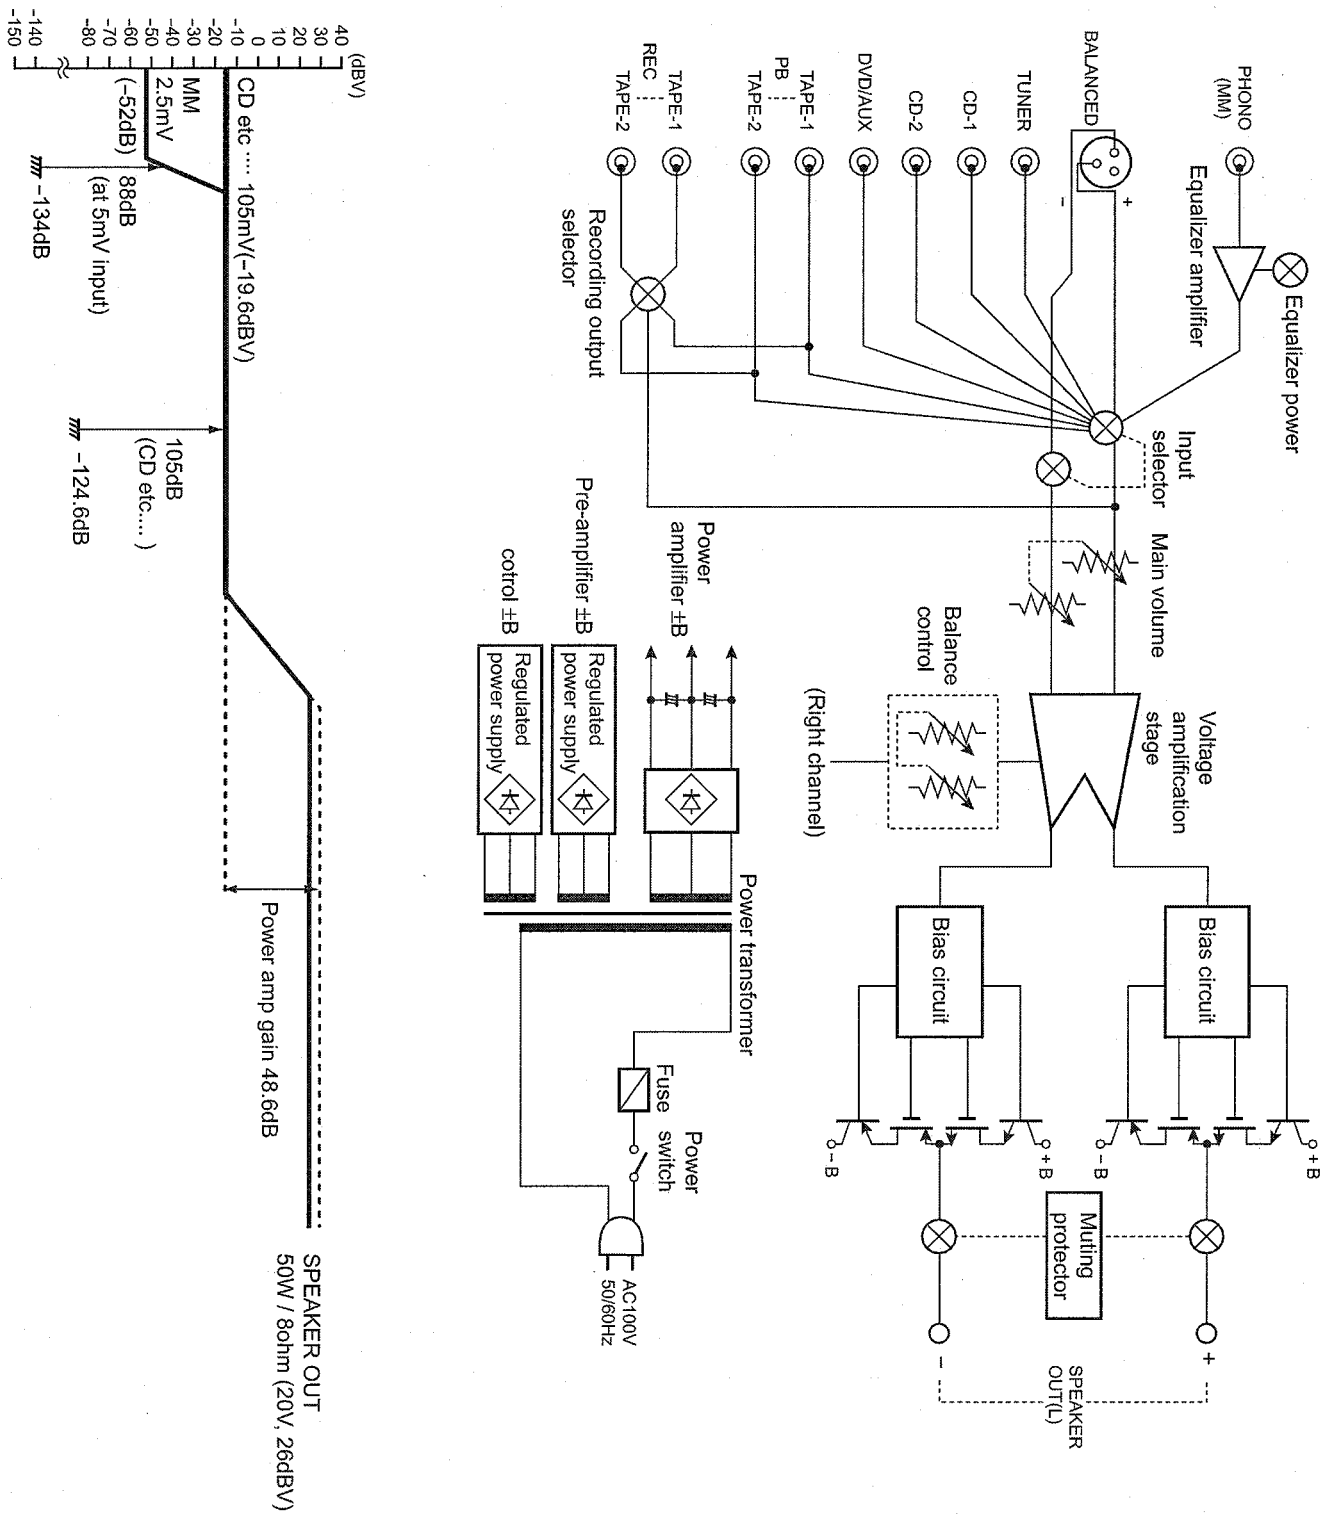 PHONO
(MM)
Equalizer amplifier
Equalizer power
BALANCED
+
−
TUNER
CD-1
CD-2
DVD/AUX
TAPE-1
PB
TAPE-2
TAPE-1
REC
TAPE-2
Recording output
selector
Input
selector
Main volume
Balance
control
(Right channel)
Voltage
amplification
stage
Bias circuit
Bias circuit
+B
−B
+B
−B
Muting
protector
+
−
SPEAKER
OUT(L)
Power
amplifier ±B
Pre-amplifier ±B
cotrol ±B
Regulated
power supply
Regulated
power supply
Power transformer
Fuse
Power
switch
AC100V
50/60Hz
(dBV)
40
30
20
10
0
−10
−20
−30
−40
−50
−60
−70
−80
−140
−150
CD etc ···· 105mV(−19.6dBV)
MM
2.5mV
(−52dB)
88dB
(at 5mV input)
−134dB
105dB
(CD etc.... )
−124.6dB
Power amp gain 48.6dB
SPEAKER OUT
50W / 8ohm (20V, 26dBV)